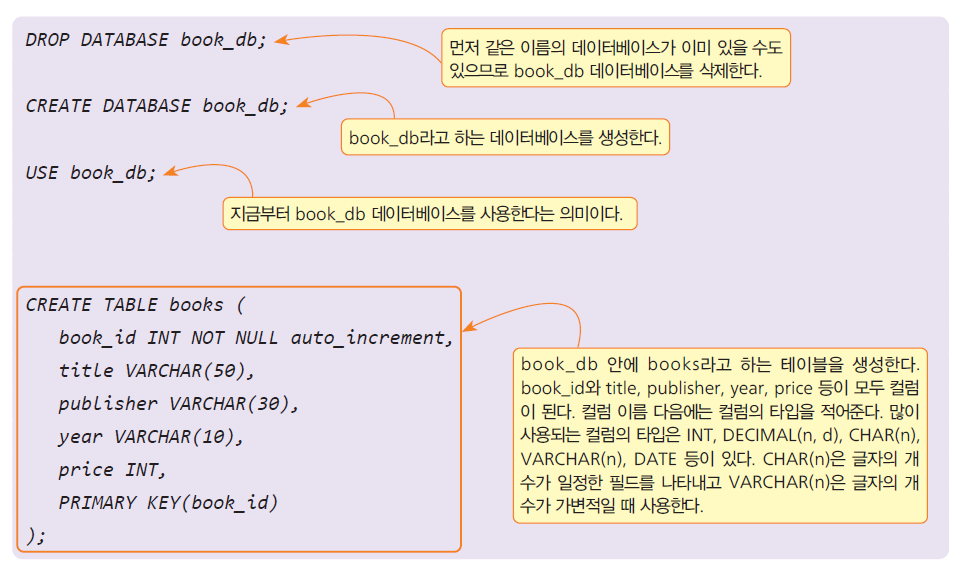 DROP DATABASE book_db;
먼저 같은 이름의 데이터베이스가 이미 있을 수도
있으므로 book_db 데이터베이스를 삭제한다.
CREATE DATABASE book_db;
book_db라고 하는 데이터베이스를 생성한다.
USE book_db;
지금부터 book_db 데이터베이스를 사용한다는 의미이다.
CREATE TABLE books (
book_id INT NOT NULL auto_increment,
title VARCHAR(50),
publisher VARCHAR(30),
year VARCHAR(10),
price INT,
PRIMARY KEY(book_id)
);
book_db 안에 books라고 하는 테이블을 생성한다.
book_id와 title, publisher, year, price 등이 모두 컬럼
이 된다. 컬럼 이름 다음에는 컬럼의 타입을 적어준다. 많이
사용되는 컬럼의 타입은 INT, DECIMAL(n, d), CHAR(n),
VARCHAR(n), DATE 등이 있다. CHAR(n)은 글자의 개
수가 일정한 필드를 나타내고 VARCHAR(n)은 글자의 개
수가 가변적일 때 사용한다.